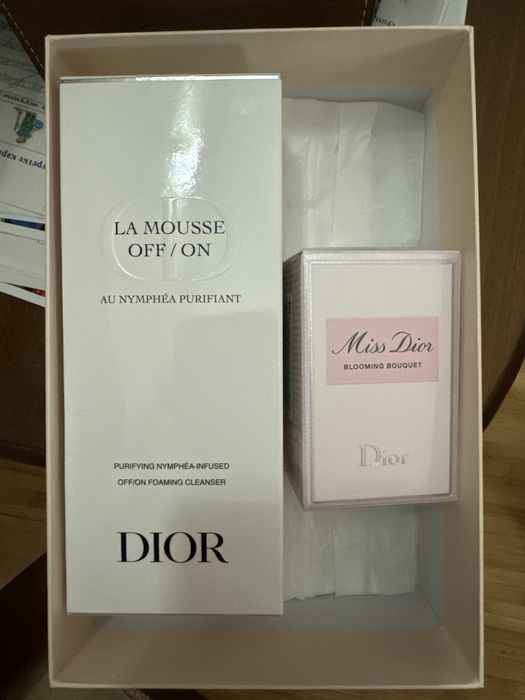 LA MOUSSE
OFF/ON
AU NYMPHÉA PURIFIANT
PURIFYING NYMPHÉA-INFUSED
OFF/ON FOAMING CLEANSER
DIOR
Miss Dior
BLOOMING BOUQUET
Dior